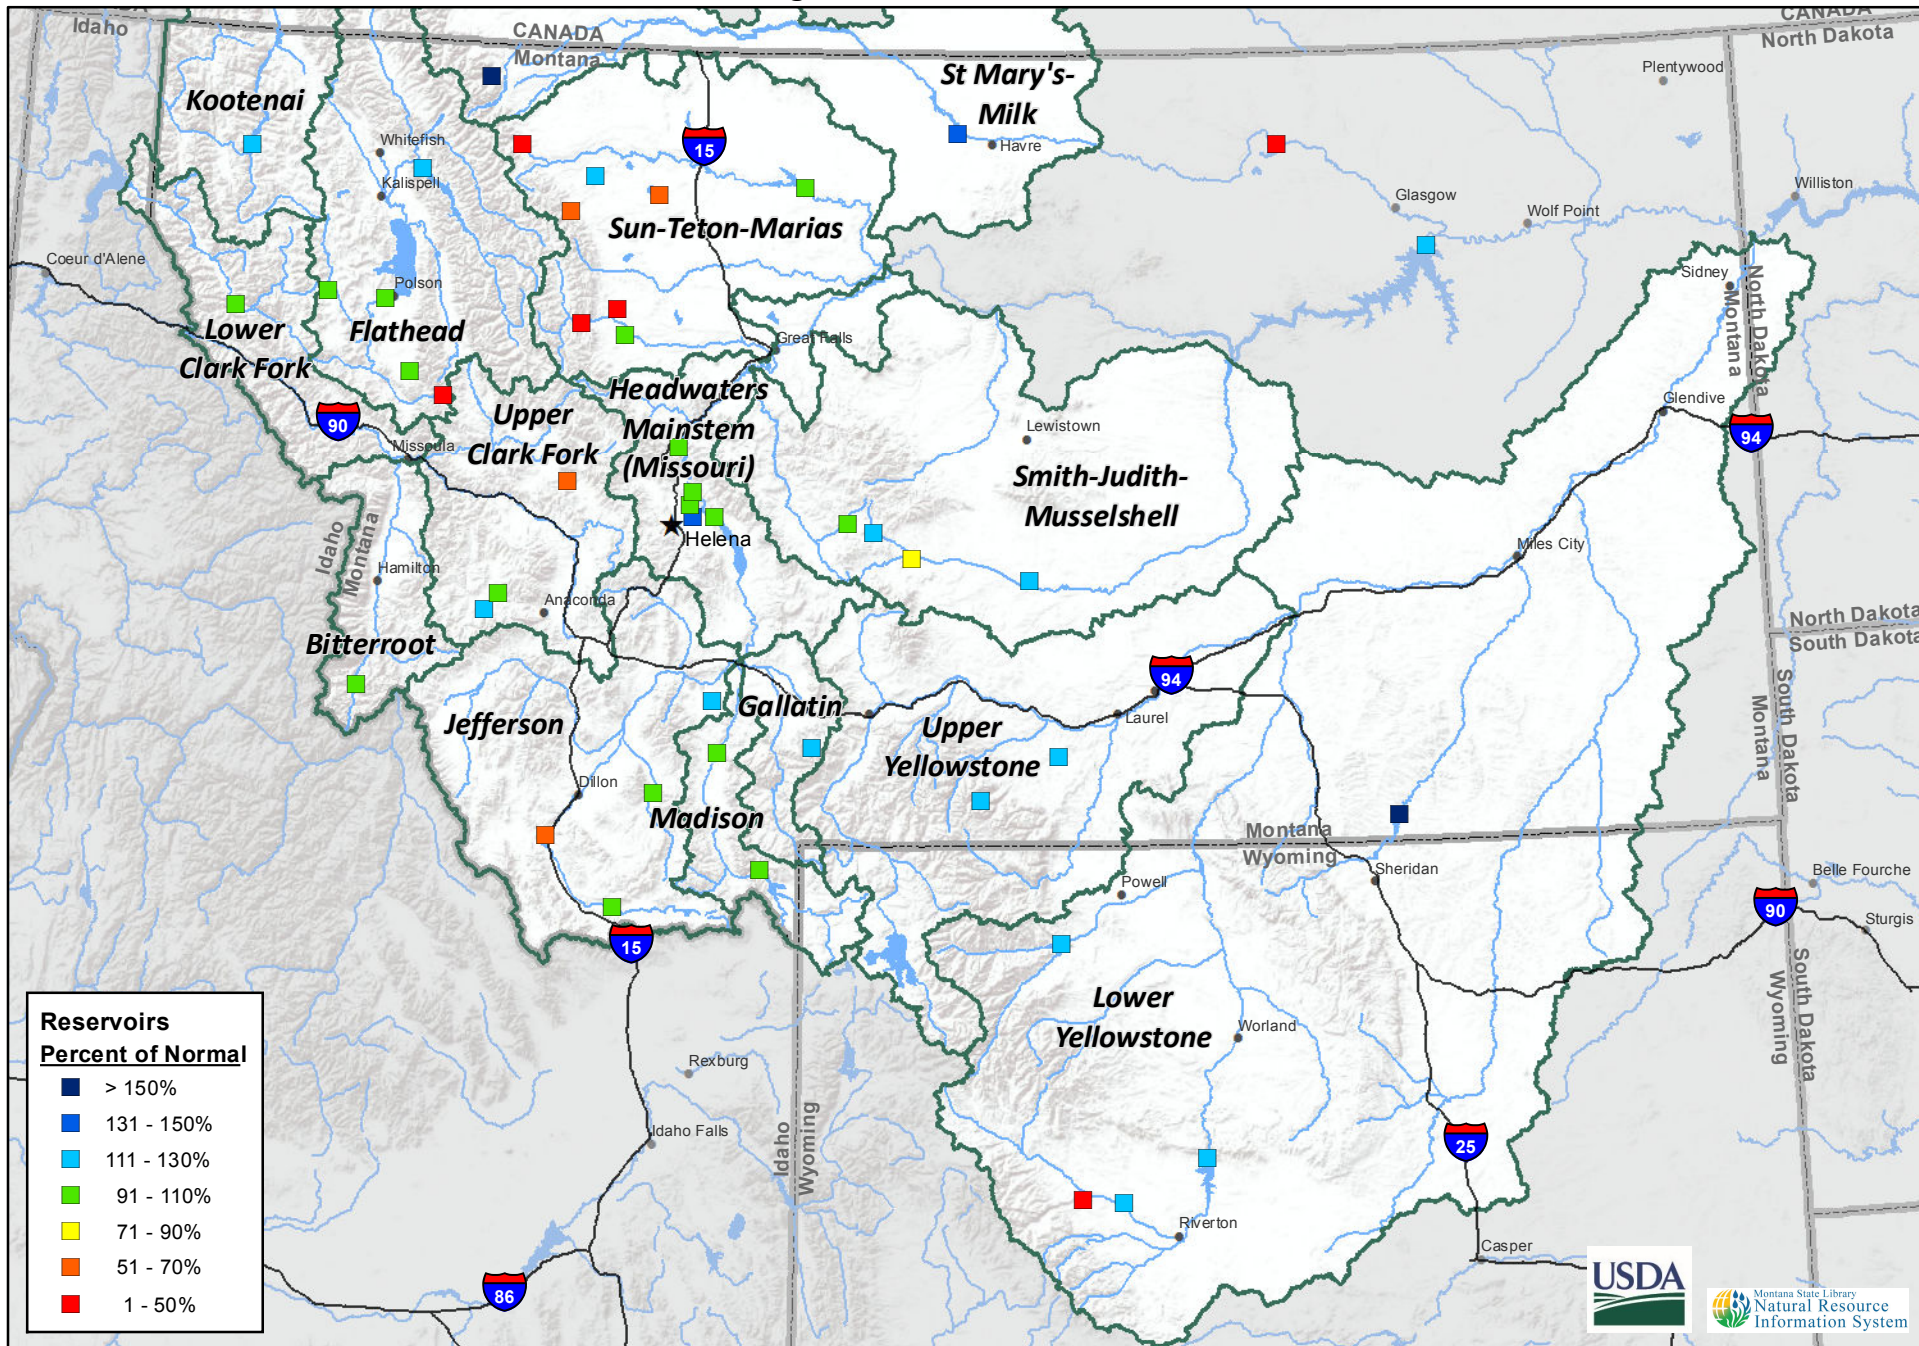 Idaho
CANADA
Montana
CANADA
North Dakota
Kootenai
St Mary's-
Milk
Plentywood
Whitefish
15
Havre
Kalispell
Glasgow
Wolf Point
Williston
Sun-Teton-Marias
Coeur d'Alene
Polson
Sidney
North Dakota
Montana
Lower
Clark Fork
Flathead
Great Falls
Headwaters
Mainstem
(Missouri)
Upper
Clark Fork
90
Missoula
Lewistown
Glendive
94
Smith-Judith-
Musselshell
Helena
Idaho
Montana
Hamilton
Anaconda
Miles City
North Dakota
South Dakota
Bitterroot
94
South Dakota
Montana
Jefferson
Gallatin
Laurel
Upper
Yellowstone
Dillon
Madison
Montana
Wyoming
Sheridan
Powell
Belle Fourche
90
Sturgis
15
South Dakota
Wyoming
Lower
Yellowstone
Worland
Rexburg
Idaho Falls
Idaho
Wyoming
25
Riverton
Casper
86
Reservoirs
Percent of Normal
> 150%
131 - 150%
111 - 130%
91 - 110%
71 - 90%
51 - 70%
1 - 50%
USDA
Montana State Library
Natural Resource
Information System